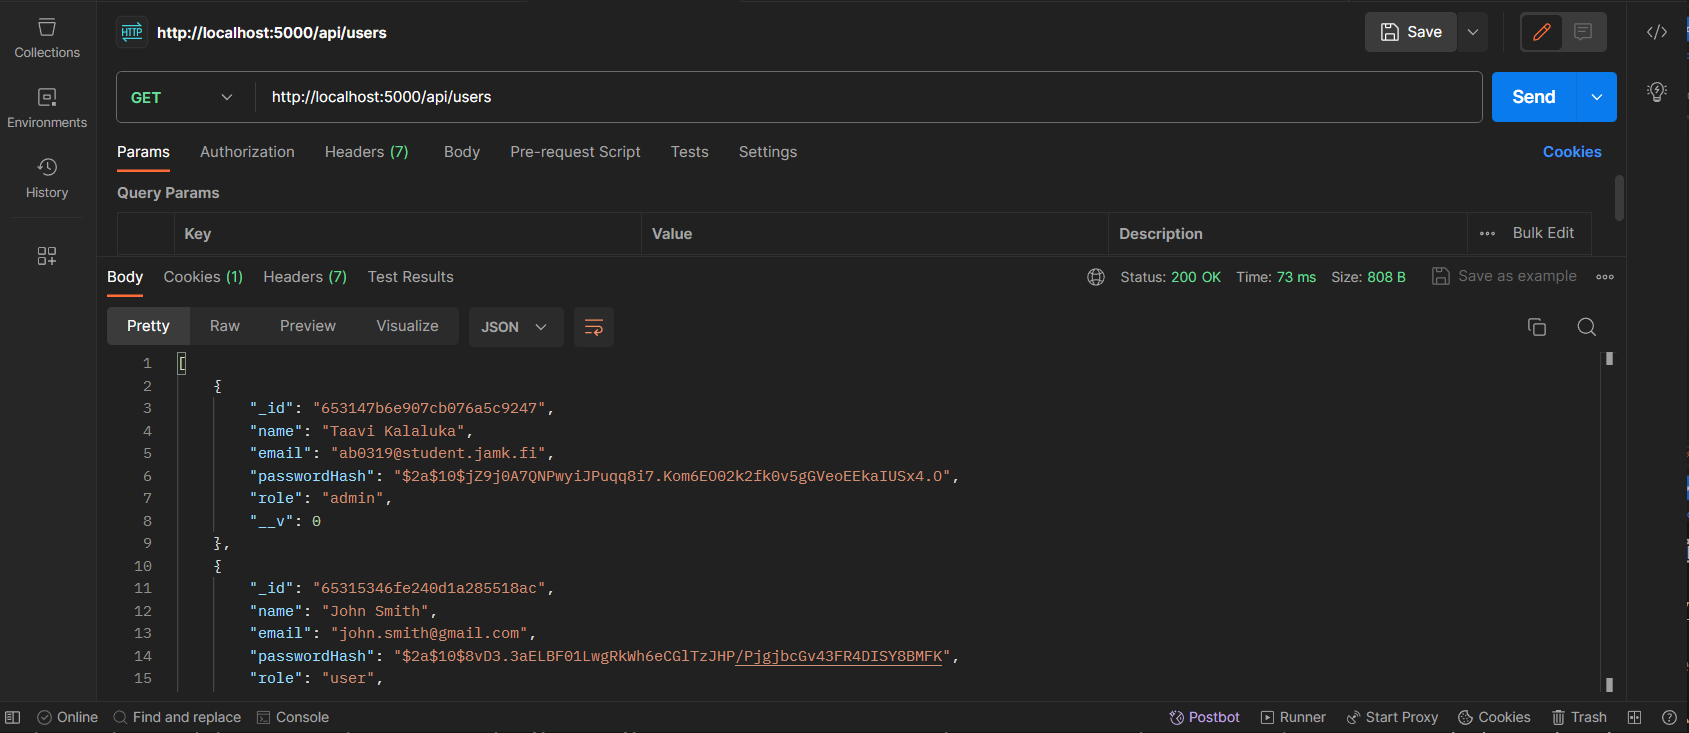 Collections
Environments
History
HTTP http://localhost:5000/api/users
Save
GET http://localhost:5000/api/users
Send
Params Authorization Headers (7) Body Pre-request Script Tests Settings Cookies
Query Params
Key Value Description Bulk Edit
Body Cookies (1) Headers (7) Test Results Status: 200 OK Time: 73 ms Size: 808 B Save as example
Pretty Raw Preview Visualize JSON
1 [
2 {
3 "_id": "653147b6e907cb076a5c9247",
4 "name": "Taavi Kalaluka",
5 "email": "ab0319@student.jamk.fi",
6 "passwordHash": "$2a$10$jZ9j0A7QNPwyiJPuqq8i7.Kom6EO02k2fk0v5gGVeoEEkaIUSx4.O",
7 "role": "admin",
8 "__v": 0
9 },
10 {
11 "_id": "65315346fe240d1a285518ac",
12 "name": "John Smith",
13 "email": "john.smith@gmail.com",
14 "passwordHash": "$2a$10$8vD3.3aELBF01LwgRkWh6eCGlTzJHP/PjgjbcGv43FR4DISY8BMFK",
15 "role": "user",
Online Find and replace Console Postbot Runner Start Proxy Cookies Trash